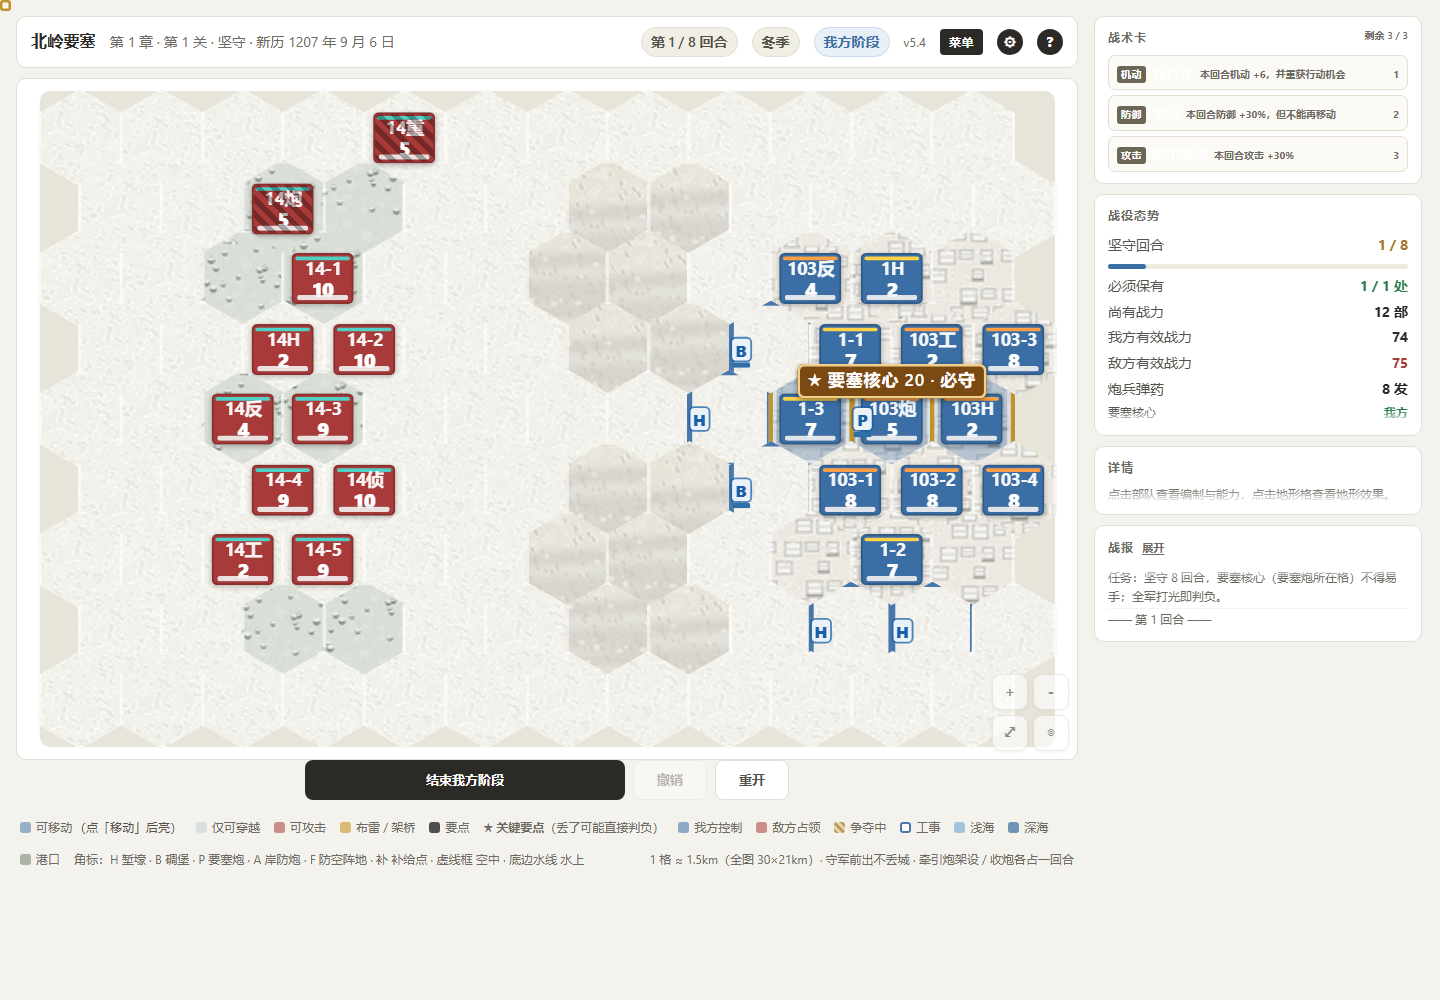 北岭要塞 第 1 章 · 第 1 关 · 坚守 · 新历 1207 年 9 月 6 日 第 1 / 8 回合 冬季 我方阶段 v5.4 菜单 ⚙ ?
14重
5
14炮
5
14-1
10
103反
4
1H
2
14H
2
14-2
10
B
1-1
7
103工
2
103-3
8
★ 要塞核心 20 · 必守
14反
4
14-3
9
H
1-3
7
P
103炮
5
103H
2
14-4
9
14侦
10
B
103-1
8
103-2
8
103-4
8
14工
2
14-5
9
1-2
7
H
H
+
-
结束我方阶段 撤销 重开
可移动（点「移动」后亮） 仅可穿越 可攻击 布雷 / 架桥 要点 ★ 关键要点（丢了可能直接判负） 我方控制 敌方占领 争夺中 工事 浅海 深海
港口 角标：H 堑壕 · B 碉堡 · P 要塞炮 · A 岸防炮 · F 防空阵地 · 补 补给点 · 虚线框 空中 · 底边水线 水上 1 格 ≈ 1.5km（全图 30×21km）· 守军前出不丢城 · 牵引炮架设 / 收炮各占一回合
战术卡 剩余 3 / 3
机动 本回合机动 +6，并重获行动机会 1
防御 本回合防御 +30%，但不能再移动 2
攻击 本回合攻击 +30% 3
战役态势
坚守回合 1 / 8
必须保有 1 / 1 处
尚有战力 12 部
我方有效战力 74
敌方有效战力 75
炮兵弹药 8 发
要塞核心 我方
详情
点击部队查看编制与能力，点击地形格查看地形效果。
战报 展开
任务：坚守 8 回合，要塞核心（要塞炮所在格）不得易
手；全军打光即判负。
—— 第 1 回合 ——